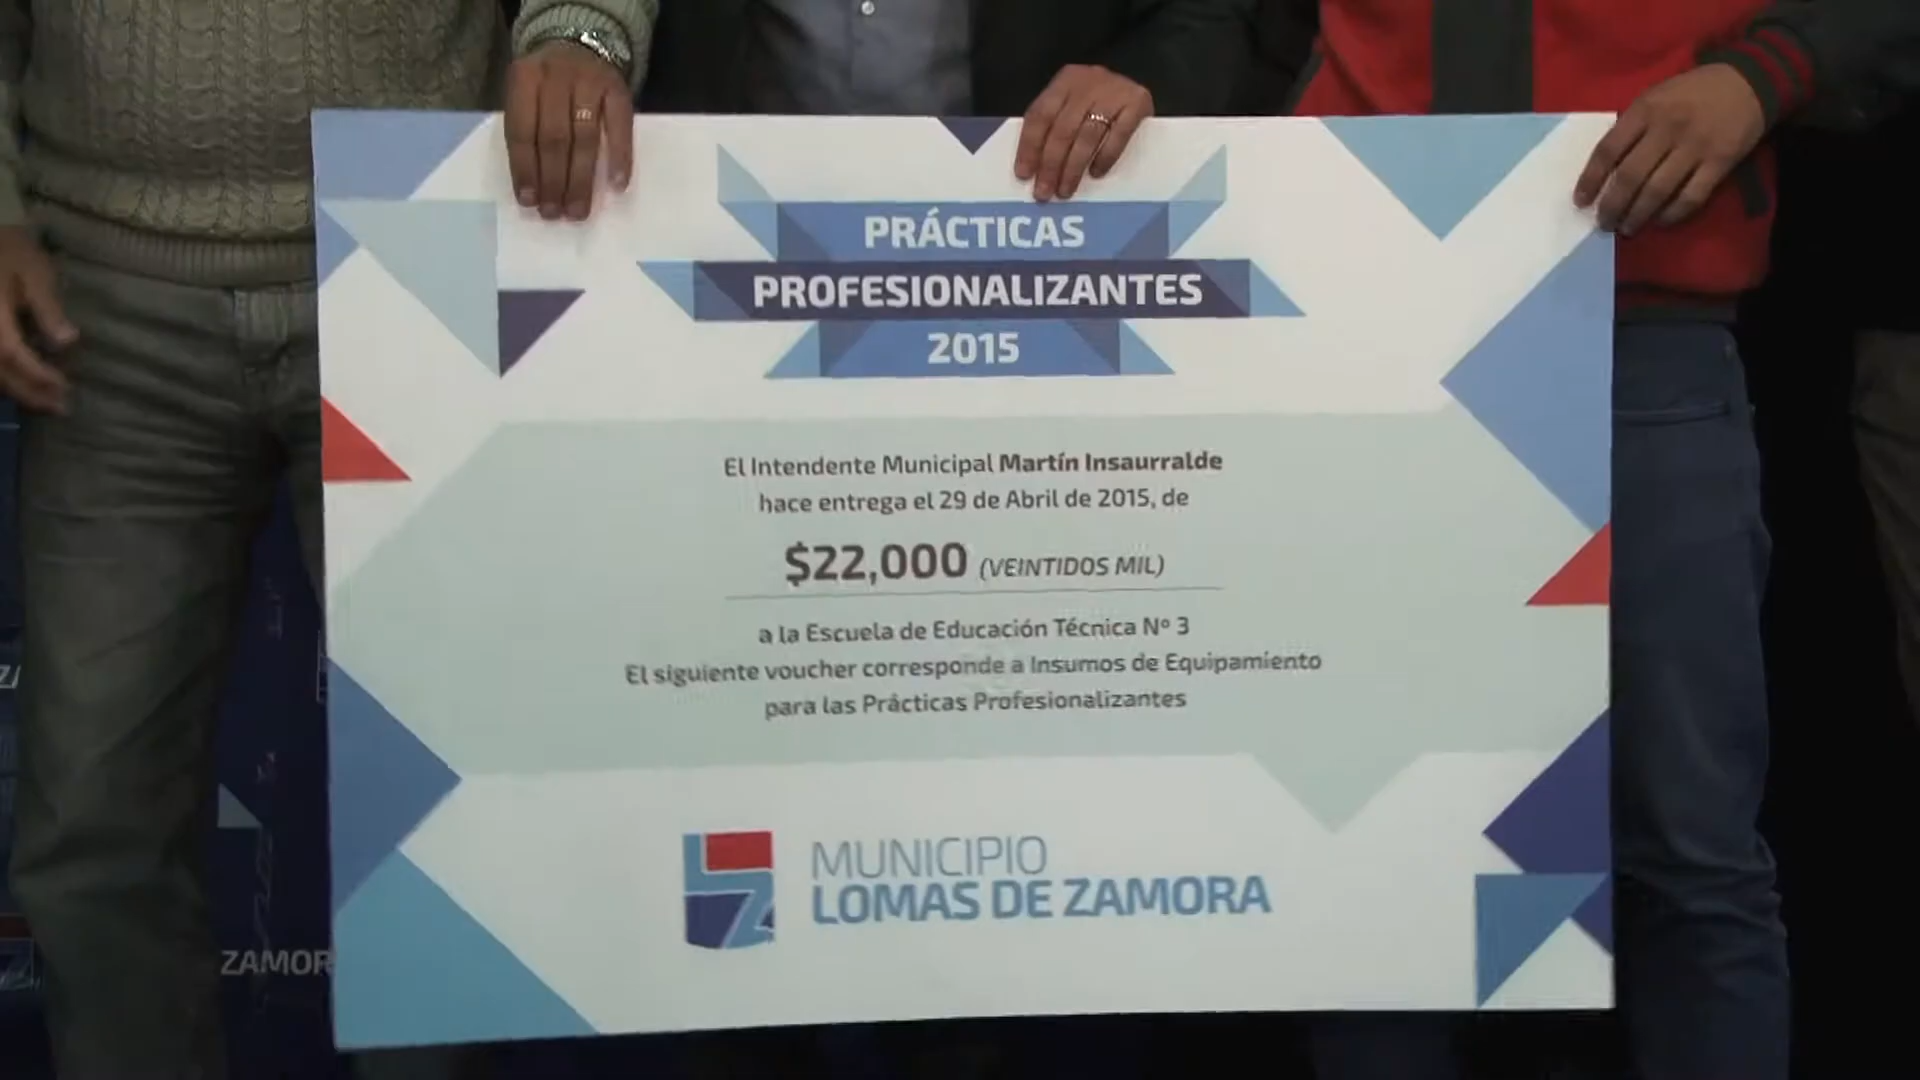 PRÁCTICAS
PROFESIONALIZANTES
2015
El Intendente Municipal Martín Insaurralde
hace entrega el 29 de Abril de 2015, de
$22,000 (VEINTIDOS MIL)
a la Escuela de Educación Técnica Nº 3
El siguiente voucher corresponde a Insumos de Equipamiento
para las Prácticas Profesionalizantes
MUNICIPIO
LOMAS DE ZAMORA
ZAMOR